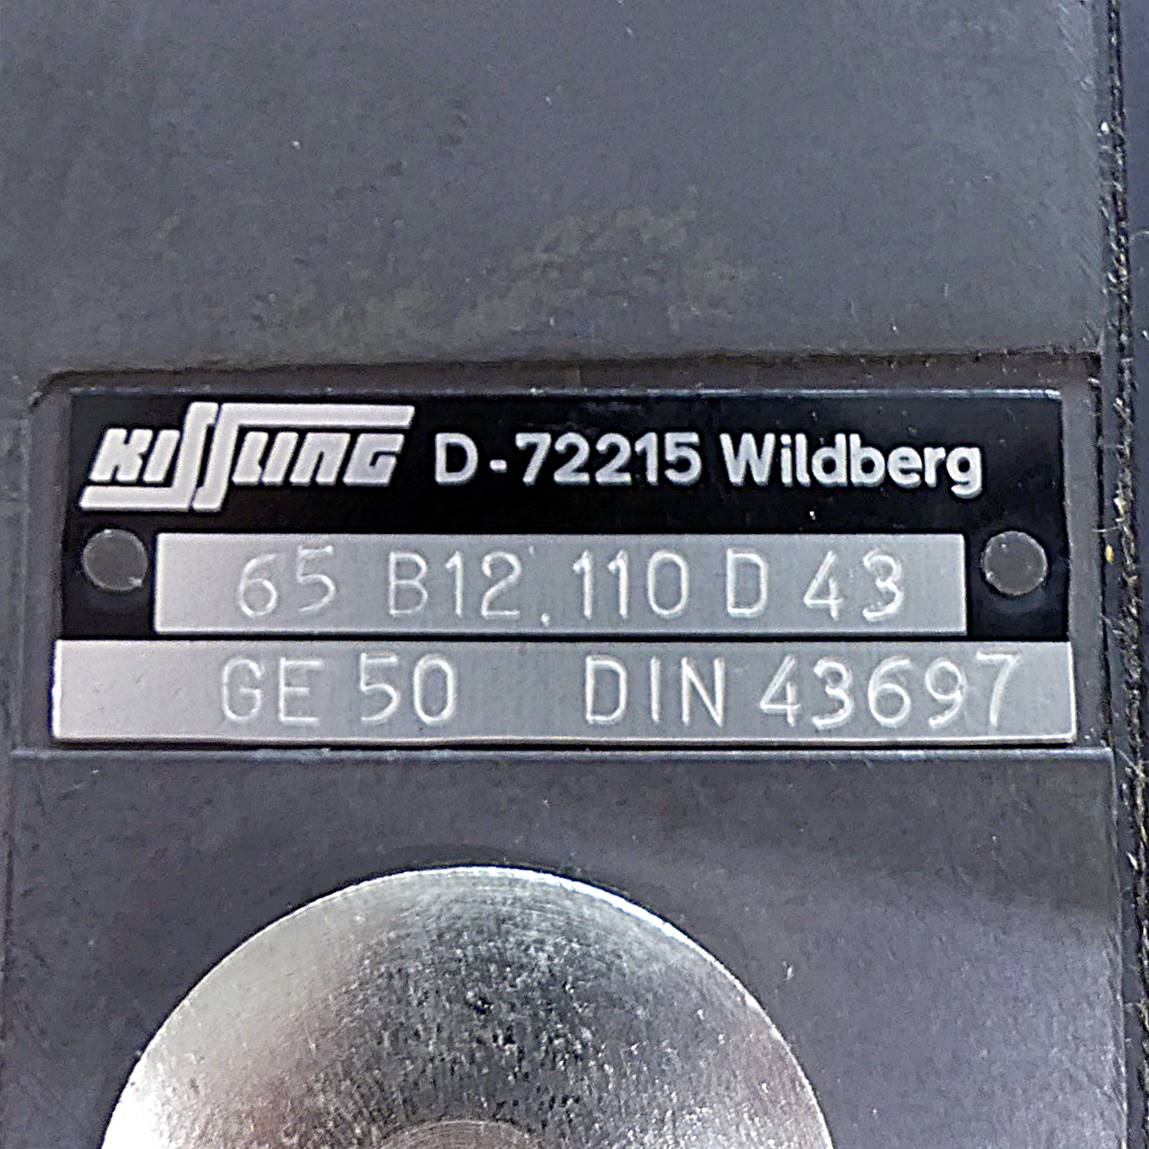 KISSLING D-72215 Wildberg
65 B12.110 D 43
GE 50 DIN 43697